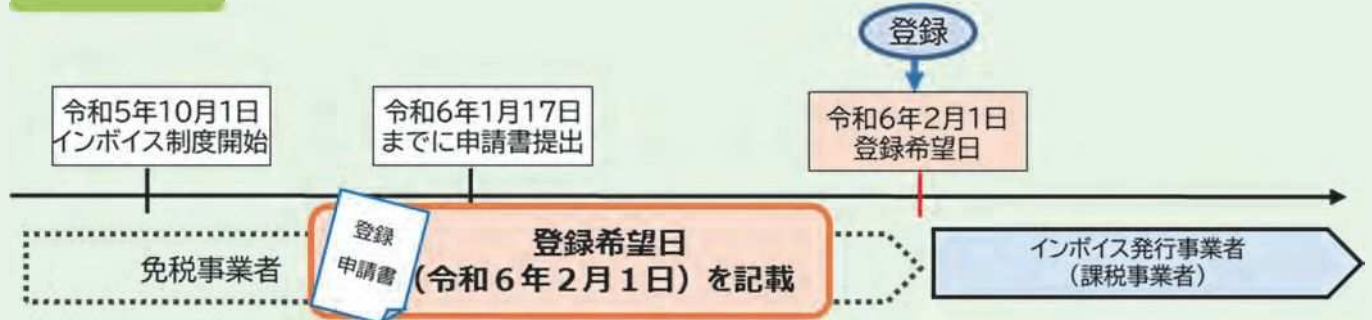 登録
令和5年10月1日
インボイス制度開始
令和6年1月17日
までに申請書提出
令和6年2月1日
登録希望日
免税事業者
登録
申請書
登録希望日
(令和6年2月1日)を記載
インボイス発行事業者
(課税事業者)